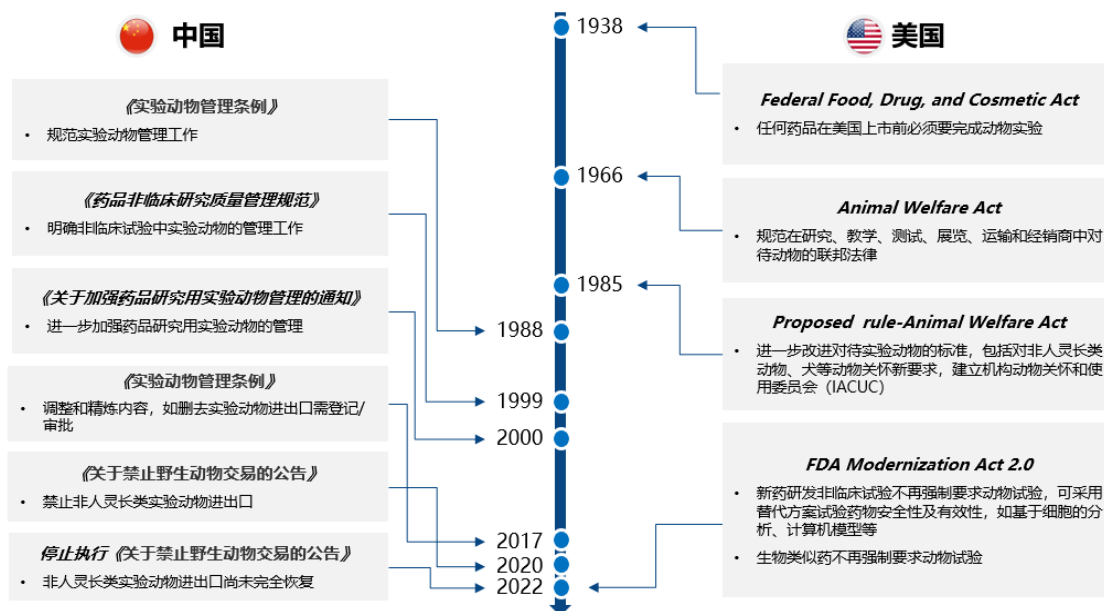 中国
《实验动物管理条例》
• 规范实验动物管理工作
《药品非临床研究质量管理规范》
• 明确非临床试验中实验动物的管理工作
《关于加强药品研究用实验动物管理的通知》
• 进一步加强药品研究用实验动物的管理
《实验动物管理条例》
• 调整和精炼内容，如删去实验动物进出口需登记/
审批
《关于禁止野生动物交易的公告》
• 禁止非人灵长类实验动物进出口
停止执行《关于禁止野生动物交易的公告》
• 非人灵长类实验动物进出口尚未完全恢复
1938
1966
1985
1988
1999
2000
2017
2020
2022
美国
Federal Food, Drug, and Cosmetic Act
• 任何药品在美国上市前必须要完成动物实验
Animal Welfare Act
• 规范在研究、教学、测试、展览、运输和经销商中对
待动物的联邦法律
Proposed rule-Animal Welfare Act
• 进一步改进对待实验动物的标准，包括对非人灵长类
动物、犬等动物关怀新要求，建立机构动物关怀和使
用委员会（IACUC）
FDA Modernization Act 2.0
• 新药研发非临床试验不再强制要求动物试验，可采用
替代方案试验药物安全性及有效性，如基于细胞的分
析、计算机模型等
• 生物类似药不再强制要求动物试验